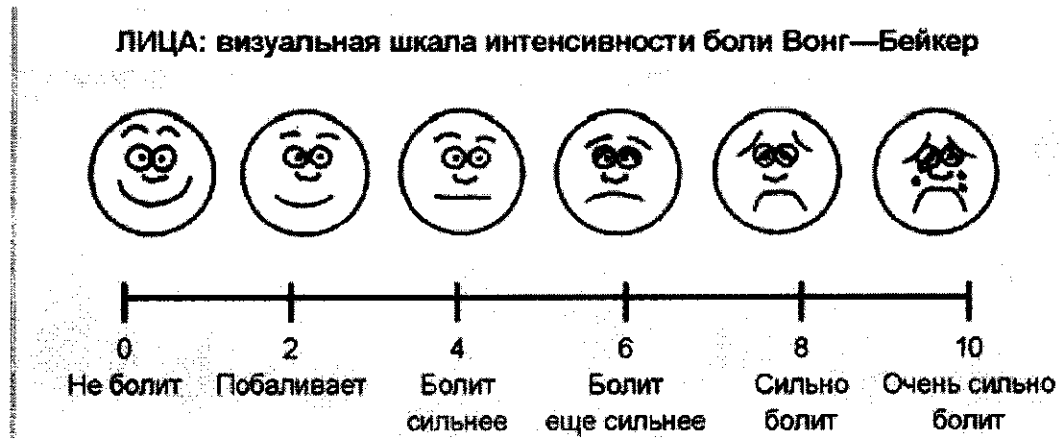 ЛИЦА: визуальная шкала интенсивности боли Вонг—Бейкер
0 2 4 6 8 10
Не болит Побаливает Болит Болит Сильно Очень сильно
сильнее еще сильнее болит болит